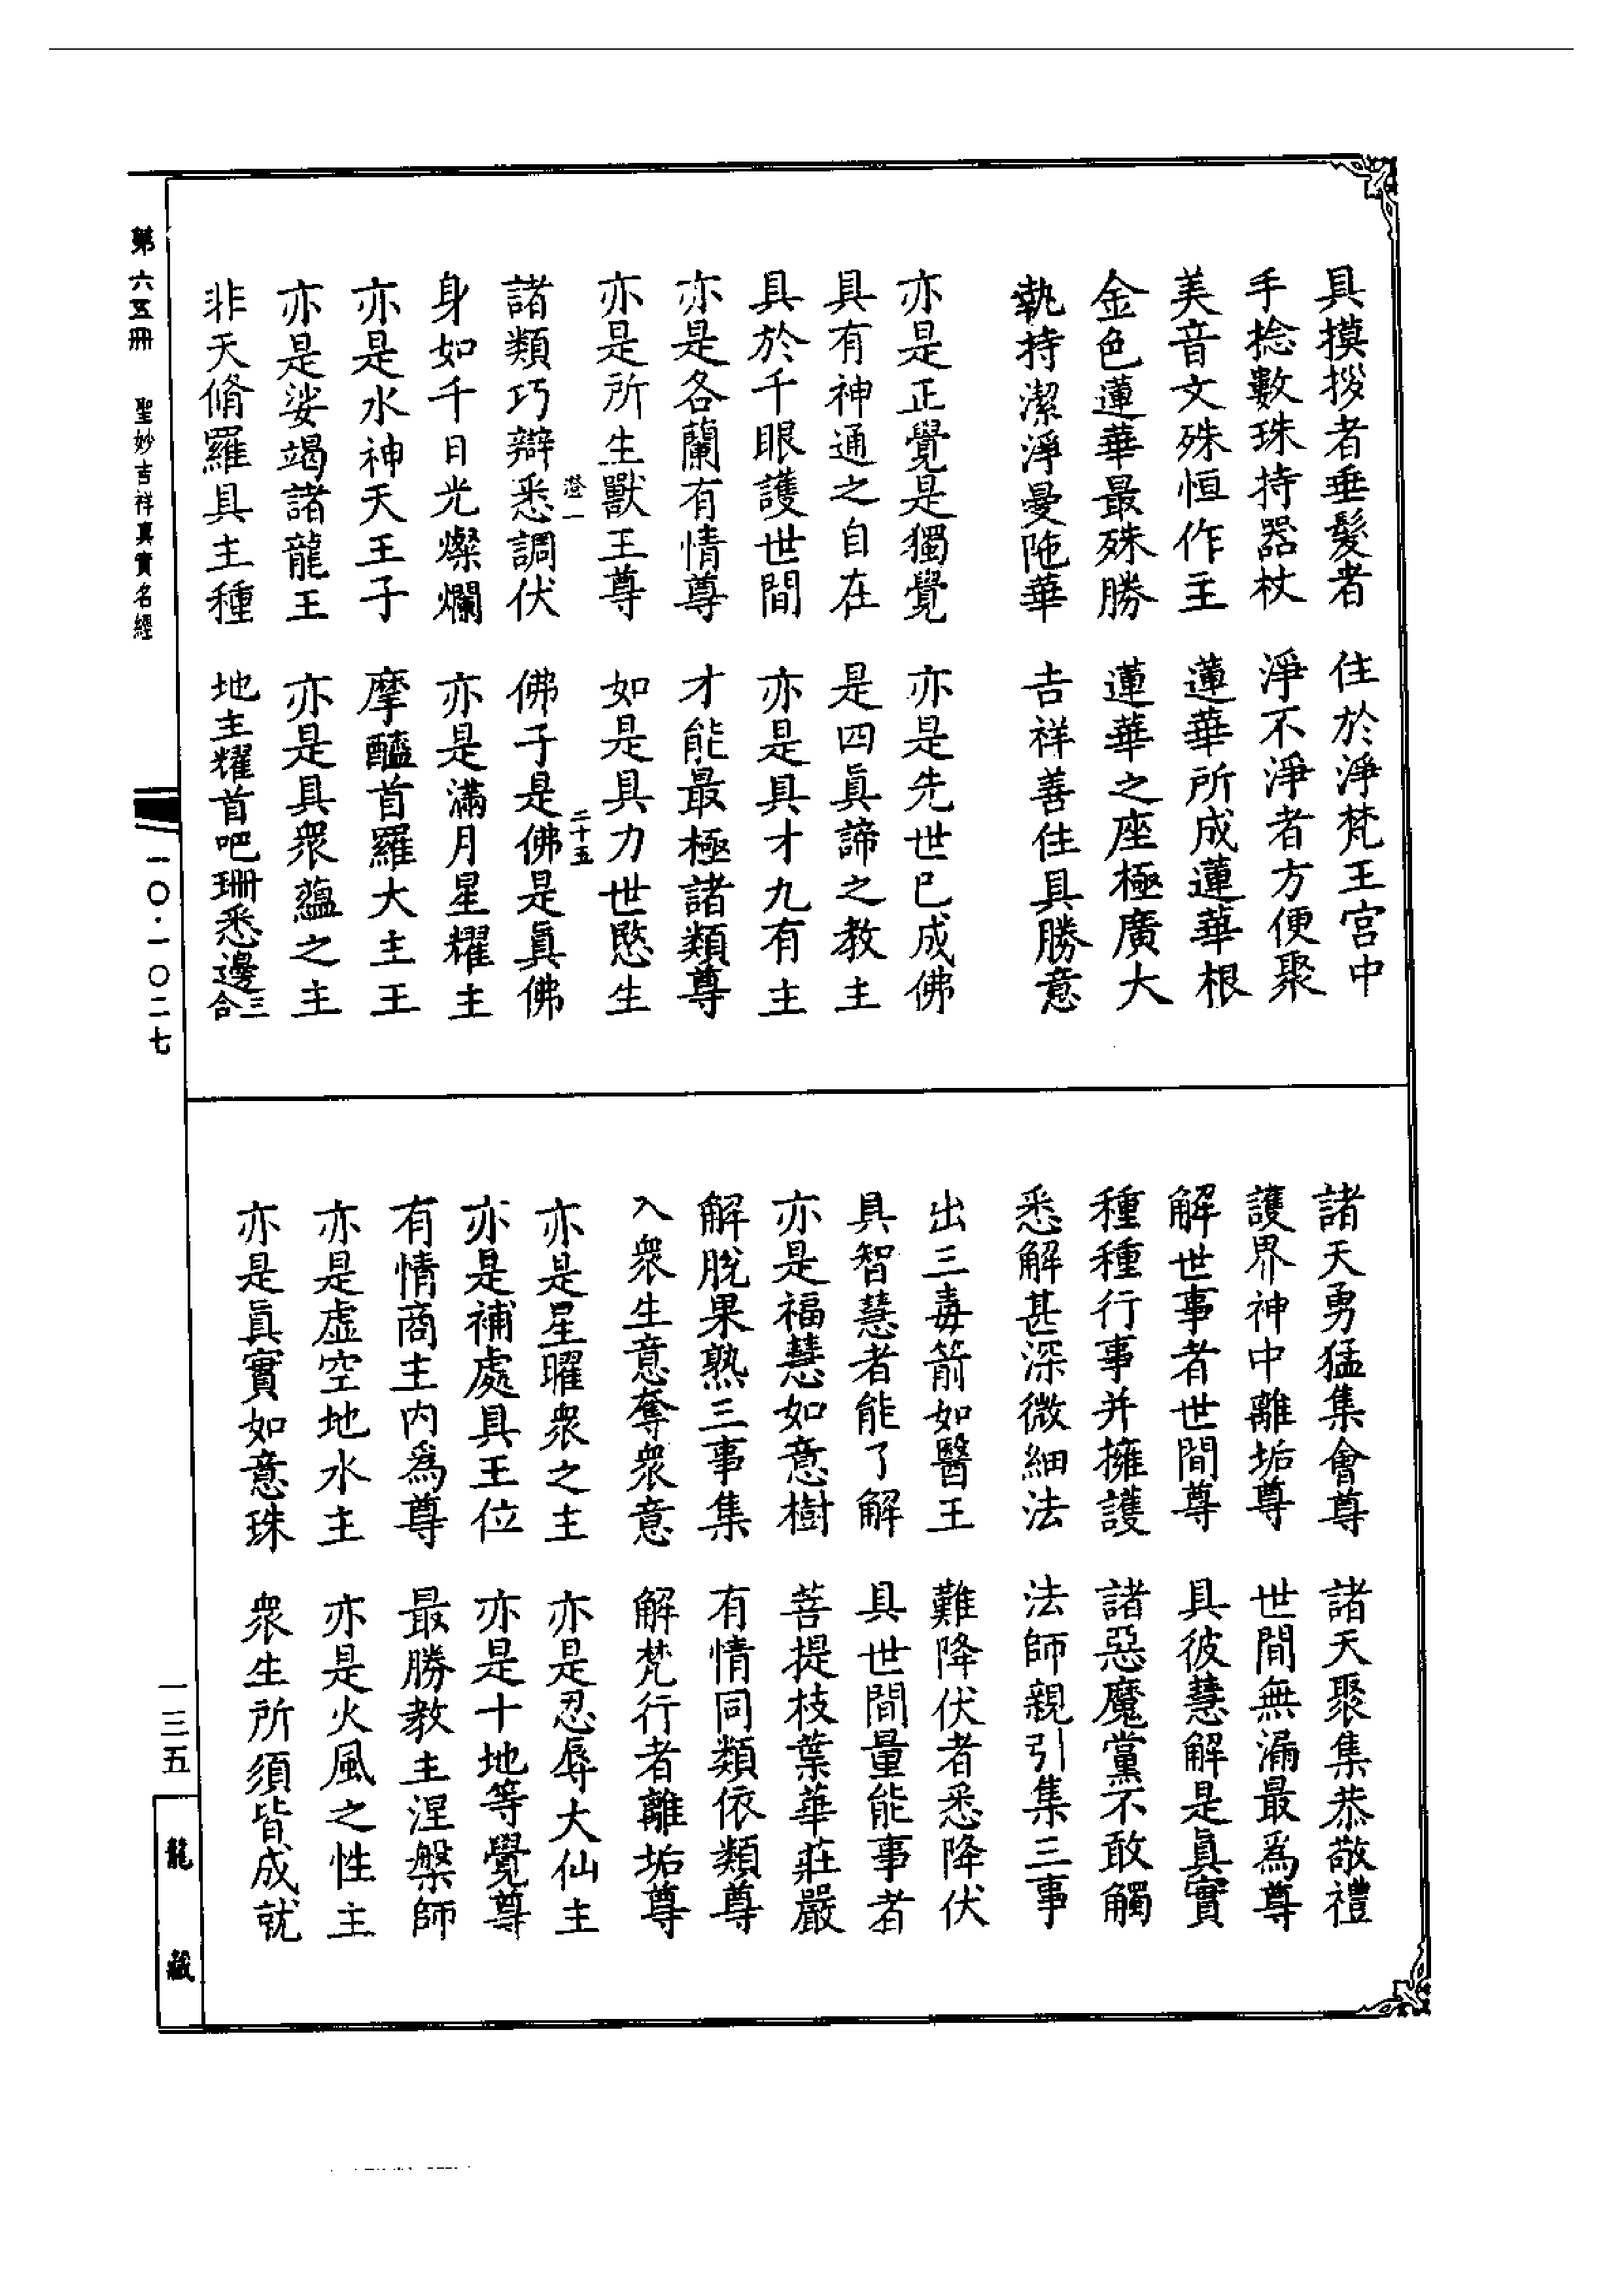 具摸拶者垂髮者　住於淨梵王宮中
手捻數珠持器杖　淨不淨者方便聚
美音文殊恒作主　蓮華所成蓮華根
金色蓮華最殊勝　蓮華之座極廣大
執持潔淨曼陁華　吉祥善住具勝意
亦是正覺是獨覺　亦是先世已成佛
具有神通之自在　是四眞諦之教主
具於千眼護世間　亦是具才九有主
亦是各蘭有情尊　才能最極諸類尊
亦是所生獸王尊　如是具力世愍生
澄一　二十五
諸類巧辯悉調伏　佛子是佛是眞佛
身如千日光燦爛　亦是滿月星耀主
亦是水神天王子　摩醯首羅大主王
亦是娑竭諸龍王　亦是具衆蘊之主
非天脩羅具主種　地主耀首吧珊悉邊三合
第六五冊　聖妙吉祥真實名經　一〇·一〇二七
諸天勇猛集會尊　諸天聚集恭敬禮
護界神中離垢尊　世間無漏最爲尊
解世事者世間尊　具彼慧解是眞實
種種行事并擁護　諸惡魔黨不敢觸
悉解甚深微細法　法師親引集三事
出三毒箭如醫王　難降伏者悉降伏
具智慧者能了解　具世間量能事者
亦是福慧如意樹　菩提枝葉華莊嚴
解脫果熟三事集　有情同類依類尊
入衆生意奪衆意　解梵行者離垢尊
亦是星曜衆之主　亦是忍辱大仙主
亦是補處具王位　亦是十地等覺尊
有情商主内爲尊　最勝教主涅槃師
亦是虛空地水主　亦是火風之性主
亦是眞實如意珠　衆生所須皆成就
一三五
龍藏